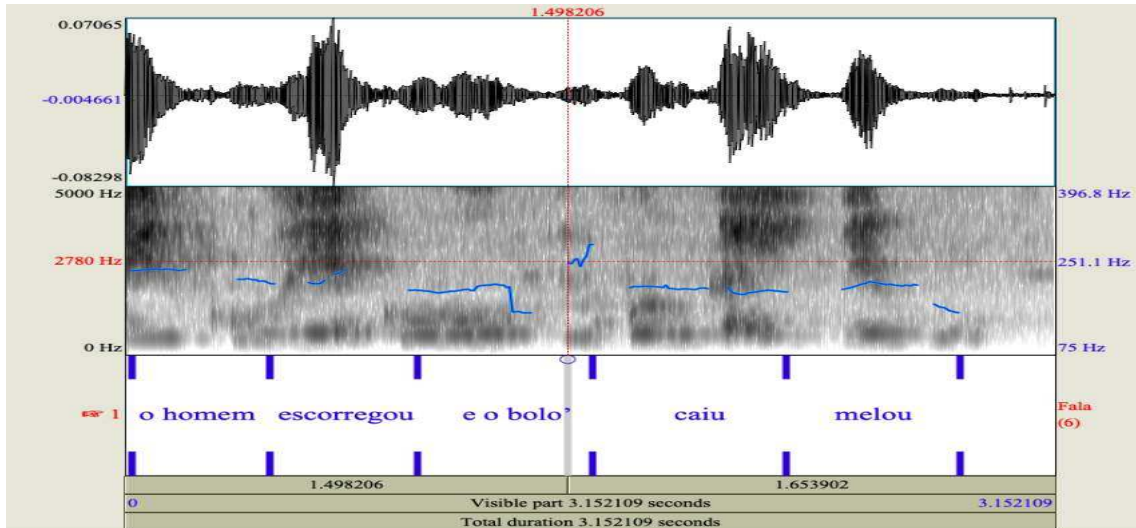 1.498206
0.07065
-0.004661
-0.08298
5000 Hz 396.8 Hz
2780 Hz 251.1 Hz
0 Hz 75 Hz
☞ 1 o homem escorregou e o bolo’ caiu melou Fala
(6)
1.498206 1.653902
0 Visible part 3.152109 seconds 3.152109
Total duration 3.152109 seconds